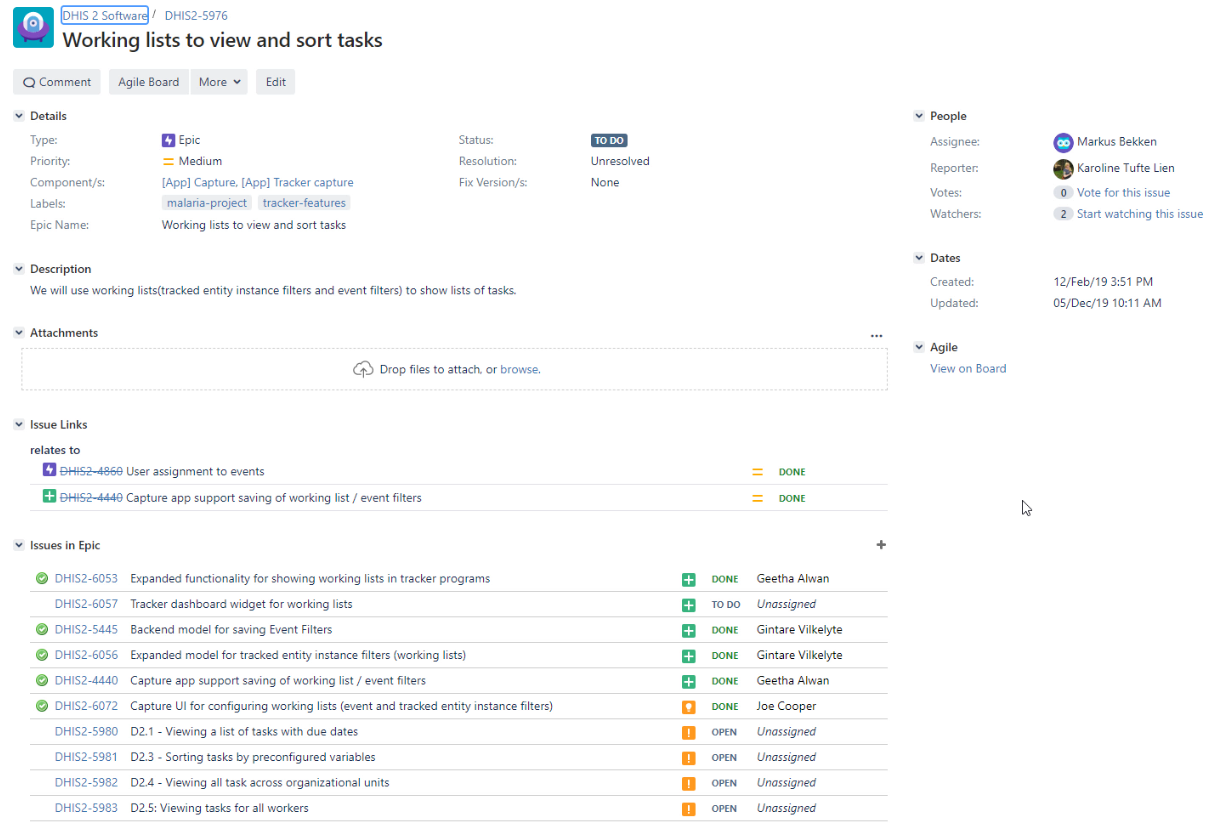 DHIS 2 Software / DHIS2-5976
Working lists to view and sort tasks
Comment Agile Board More Edit
Details
Type: Epic Status: TO DO
Priority: Medium Resolution: Unresolved
Component/s: [App] Capture, [App] Tracker capture Fix Version/s: None
Labels: malaria-project tracker-features
Epic Name: Working lists to view and sort tasks
Description
We will use working lists(tracked entity instance filters and event filters) to show lists of tasks.
Attachments
Drop files to attach, or browse.
Issue Links
relates to
DHIS2-4860 User assignment to events DONE
DHIS2-4440 Capture app support saving of working list / event filters DONE
Issues in Epic
DHIS2-6053 Expanded functionality for showing working lists in tracker programs DONE Geetha Alwan
DHIS2-6057 Tracker dashboard widget for working lists TO DO Unassigned
DHIS2-5445 Backend model for saving Event Filters DONE Gintare Vilkelyte
DHIS2-6056 Expanded model for tracked entity instance filters (working lists) DONE Gintare Vilkelyte
DHIS2-4440 Capture app support saving of working list / event filters DONE Geetha Alwan
DHIS2-6072 Capture UI for configuring working lists (event and tracked entity instance filters) DONE Joe Cooper
DHIS2-5980 D2.1 - Viewing a list of tasks with due dates OPEN Unassigned
DHIS2-5981 D2.3 - Sorting tasks by preconfigured variables OPEN Unassigned
DHIS2-5982 D2.4 - Viewing all task across organizational units OPEN Unassigned
DHIS2-5983 D2.5: Viewing tasks for all workers OPEN Unassigned
People
Assignee: Markus Bekken
Reporter: Karoline Tufte Lien
Votes: 0 Vote for this issue
Watchers: 2 Start watching this issue
Dates
Created: 12/Feb/19 3:51 PM
Updated: 05/Dec/19 10:11 AM
Agile
View on Board